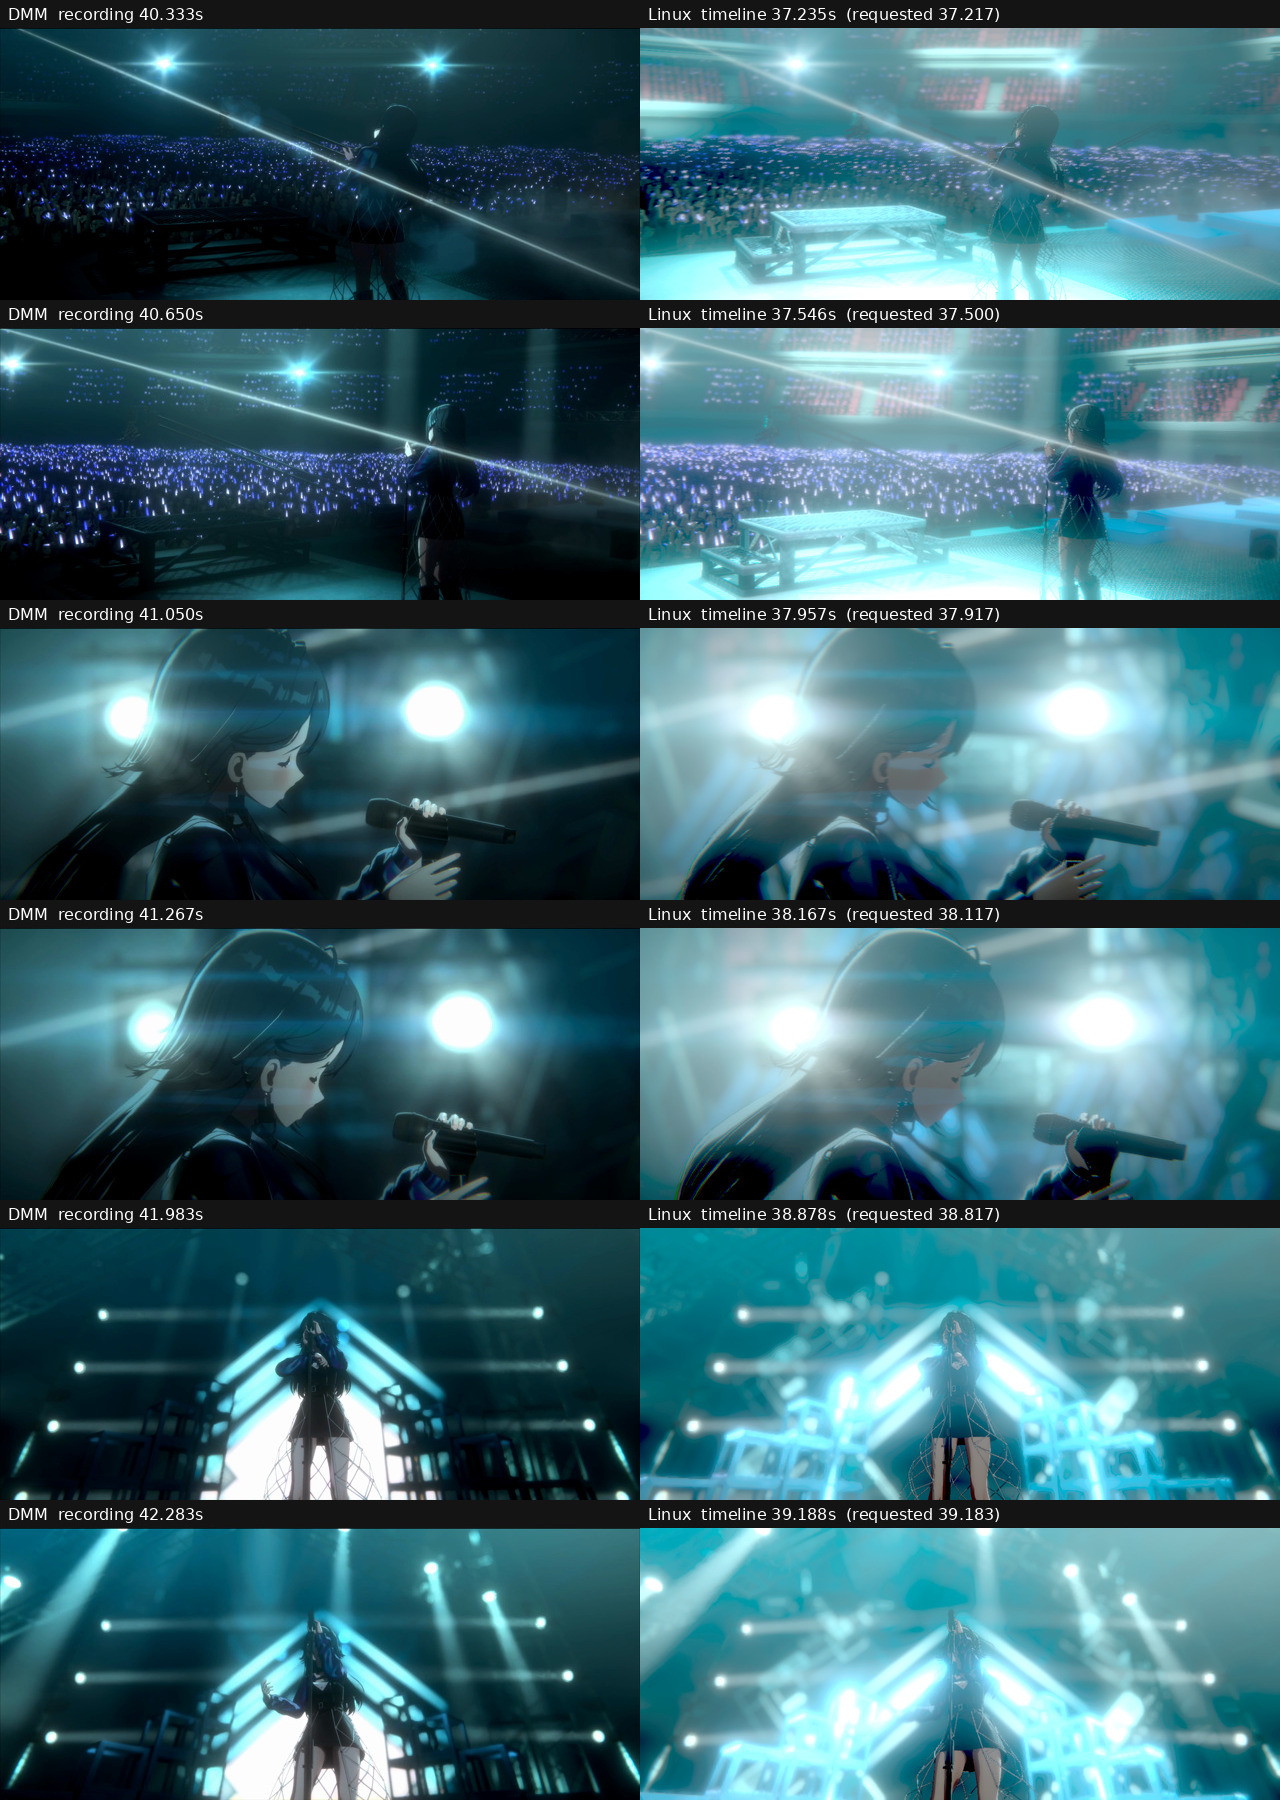 DMM  recording 40.333s
Linux  timeline 37.235s  (requested 37.217)
DMM  recording 40.650s
Linux  timeline 37.546s  (requested 37.500)
DMM  recording 41.050s
Linux  timeline 37.957s  (requested 37.917)
DMM  recording 41.267s
Linux  timeline 38.167s  (requested 38.117)
DMM  recording 41.983s
Linux  timeline 38.878s  (requested 38.817)
DMM  recording 42.283s
Linux  timeline 39.188s  (requested 39.183)